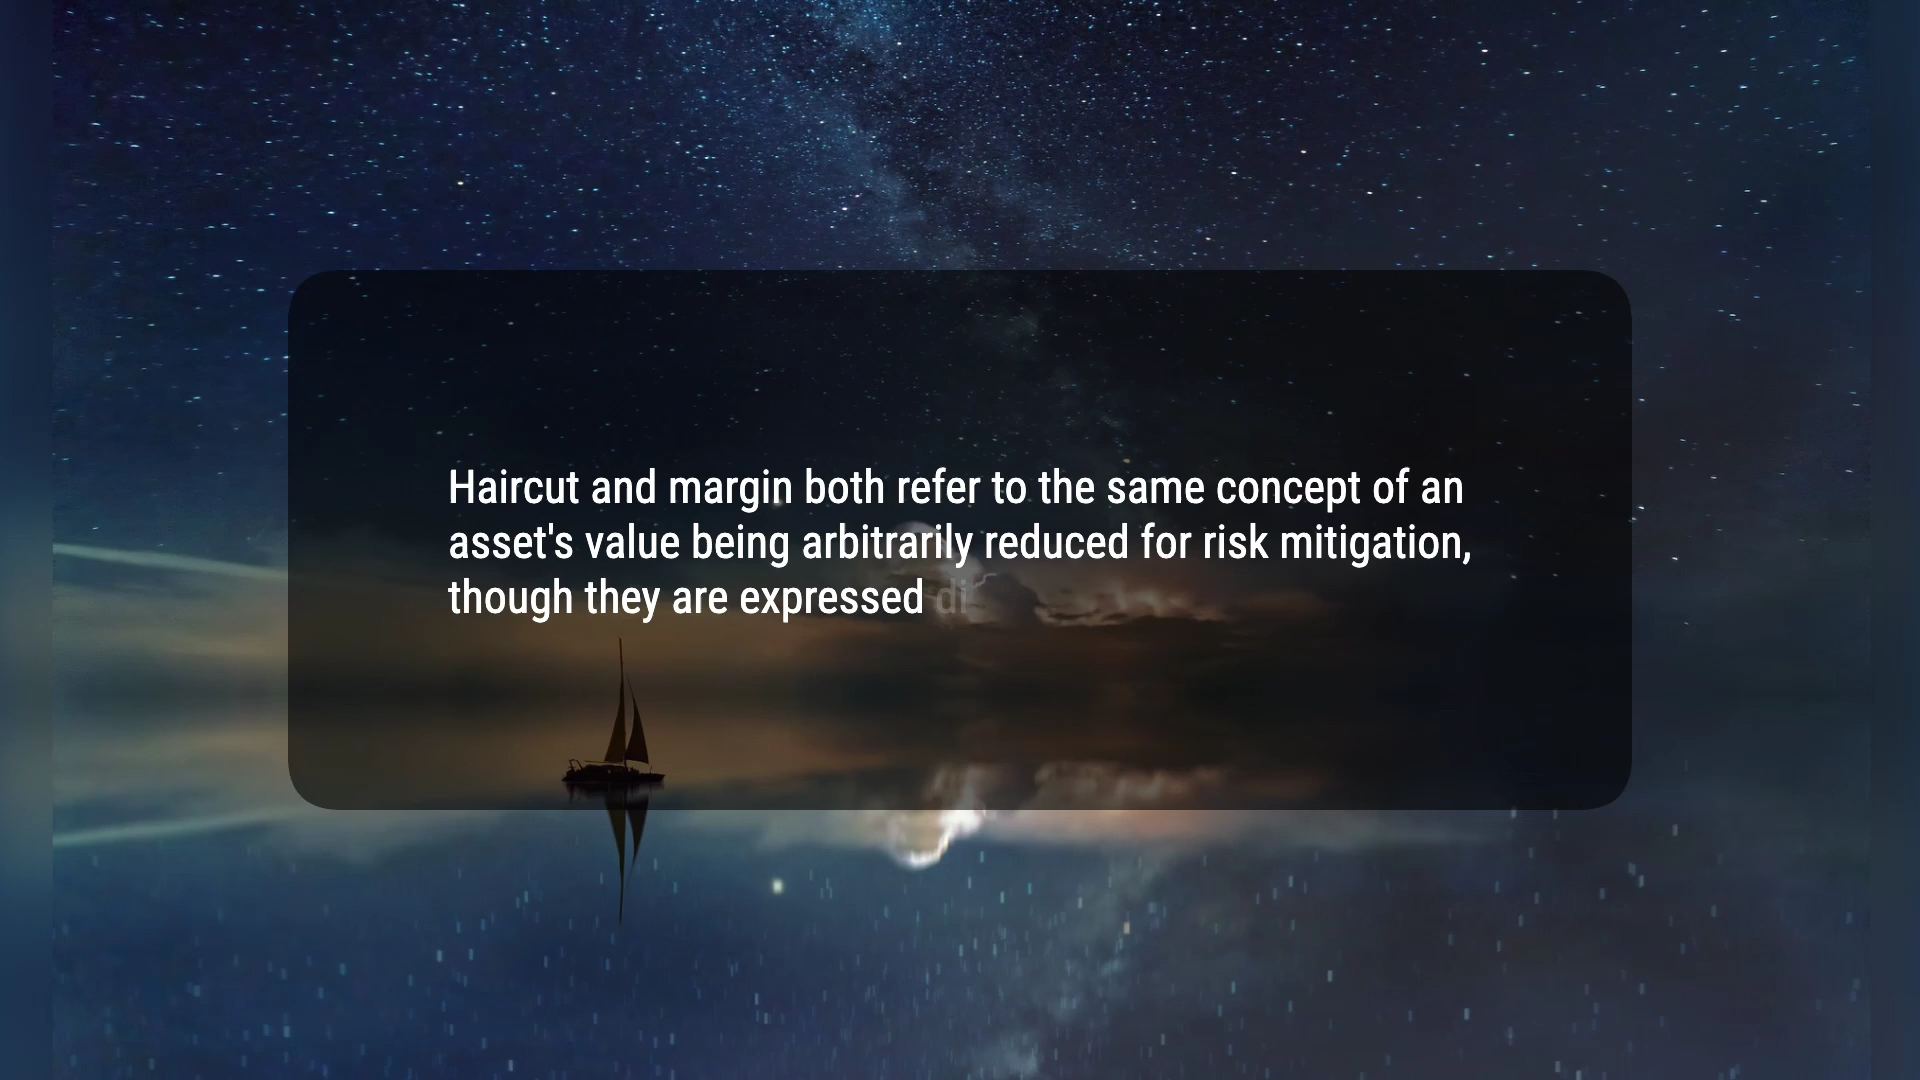 Haircut and margin both refer to the same concept of an
asset's value being arbitrarily reduced for risk mitigation,
though they are expressed